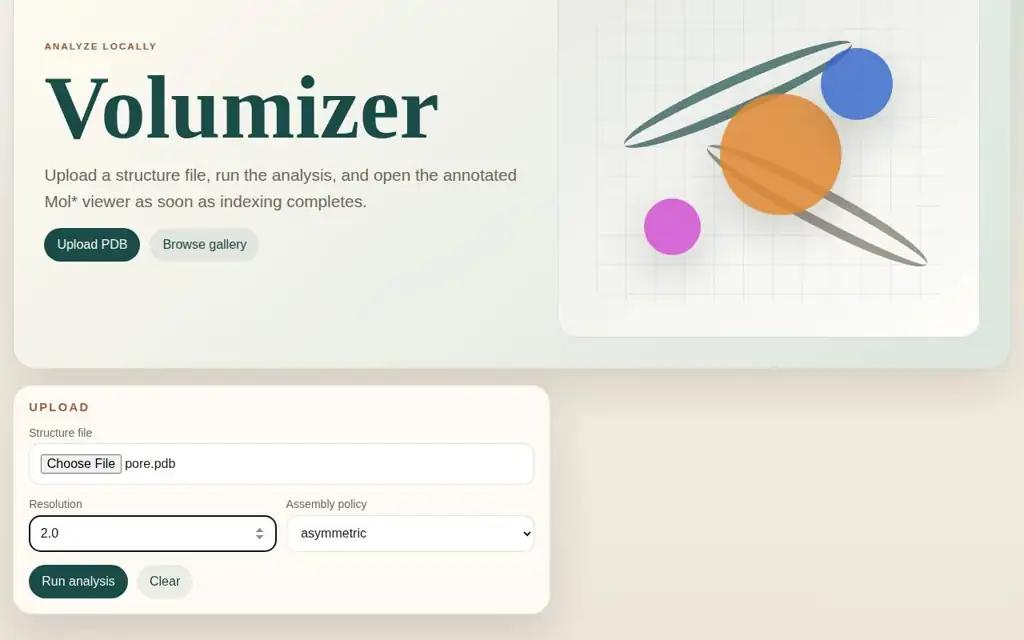 ANALYZE LOCALLY
Volumizer
Upload a structure file, run the analysis, and open the annotated
Mol* viewer as soon as indexing completes.
Upload PDB
Browse gallery
UPLOAD
Structure file
Choose File pore.pdb
Resolution
Assembly policy
2.0
asymmetric
Run analysis
Clear